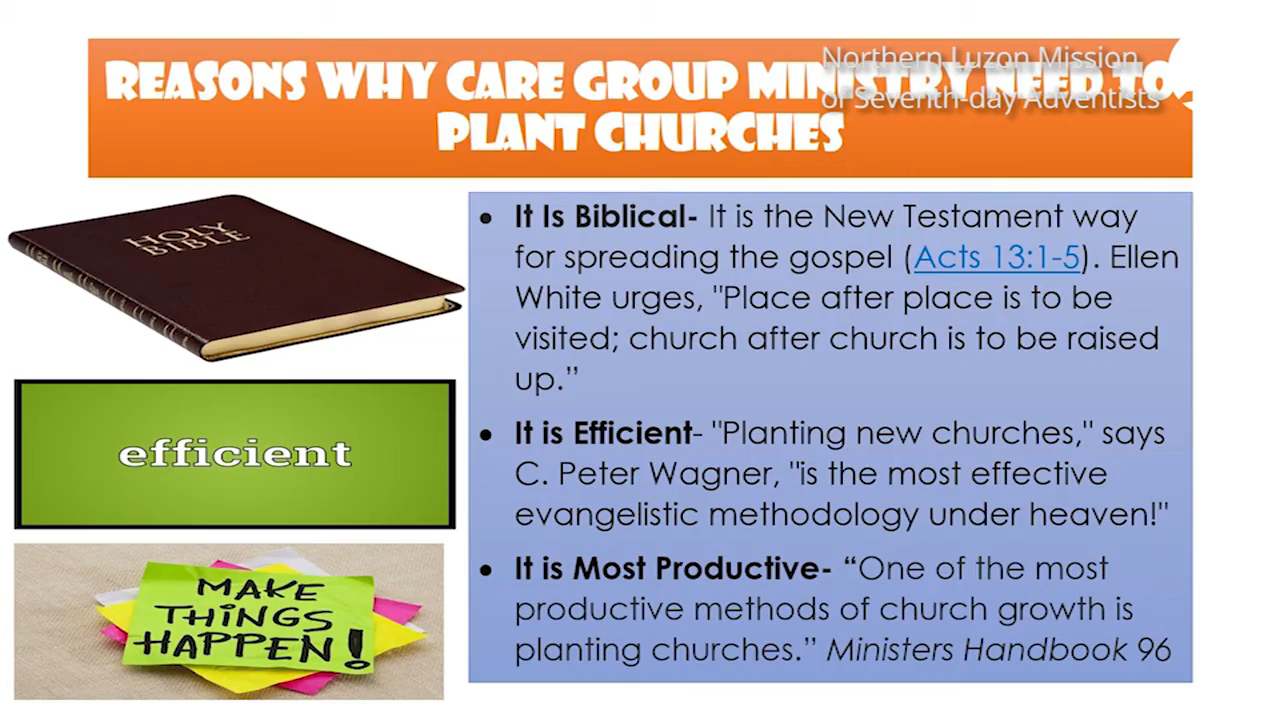 Northern Luzon Mission
of Seventh-day Adventists
REASONS WHY CARE GROUP MINISTRY NEED TO
PLANT CHURCHES
HOLY
BIBLE
efficient
MAKE
THINGS
HAPPEN!
• It Is Biblical- It is the New Testament way
for spreading the gospel (Acts 13:1-5). Ellen
White urges, "Place after place is to be
visited; church after church is to be raised
up.”
• It is Efficient- "Planting new churches," says
C. Peter Wagner, "is the most effective
evangelistic methodology under heaven!"
• It is Most Productive- “One of the most
productive methods of church growth is
planting churches.” Ministers Handbook 96